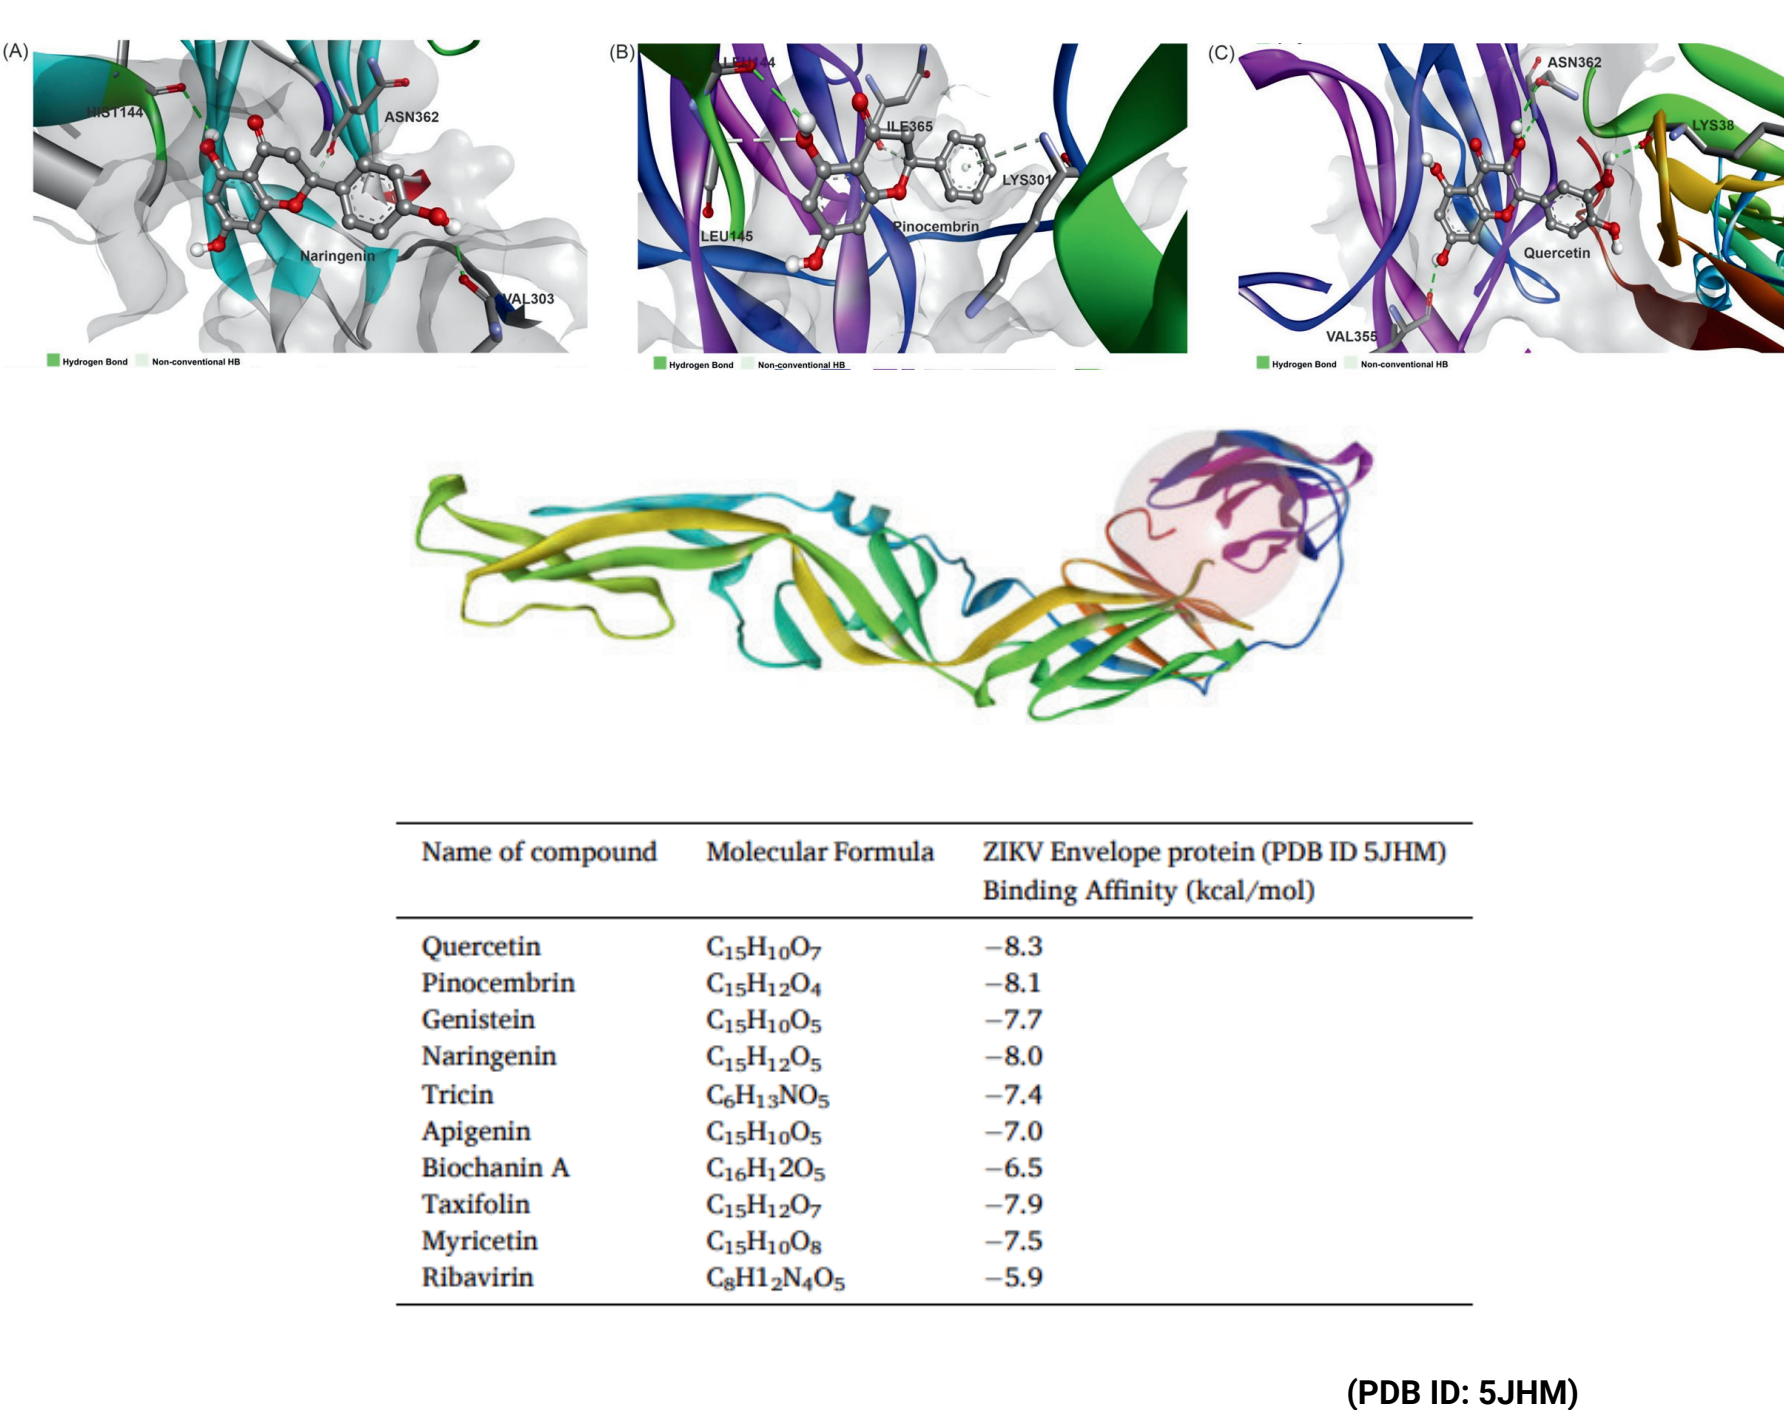 (A)
HIS144
ASN362
Naringenin
VAL303
Hydrogen Bond Non-conventional HB
(B)
LEU144
ILE365
LYS301
Pinocembrin
LEU145
Hydrogen Bond Non-conventional HB
(C)
ASN362
LYS38
Quercetin
VAL355
Hydrogen Bond Non-conventional HB
Name of compound Molecular Formula ZIKV Envelope protein (PDB ID 5JHM)
Binding Affinity (kcal/mol)
Quercetin C₁₅H₁₀O₇ −8.3
Pinocembrin C₁₅H₁₂O₄ −8.1
Genistein C₁₅H₁₀O₅ −7.7
Naringenin C₁₅H₁₂O₅ −8.0
Tricin C₆H₁₃NO₅ −7.4
Apigenin C₁₅H₁₀O₅ −7.0
Biochanin A C₁₆H₁2O₅ −6.5
Taxifolin C₁₅H₁₂O₇ −7.9
Myricetin C₁₅H₁₀O₈ −7.5
Ribavirin C₈H1₂N₄O₅ −5.9
(PDB ID: 5JHM)